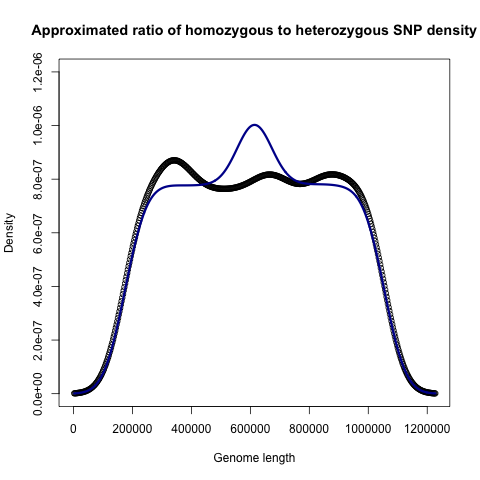 Approximated ratio of homozygous to heterozygous SNP density
1.2e-06
1.0e-06
8.0e-07
6.0e-07
4.0e-07
2.0e-07
0.0e+00
Density
0 200000 400000 600000 800000 1000000 1200000
Genome length